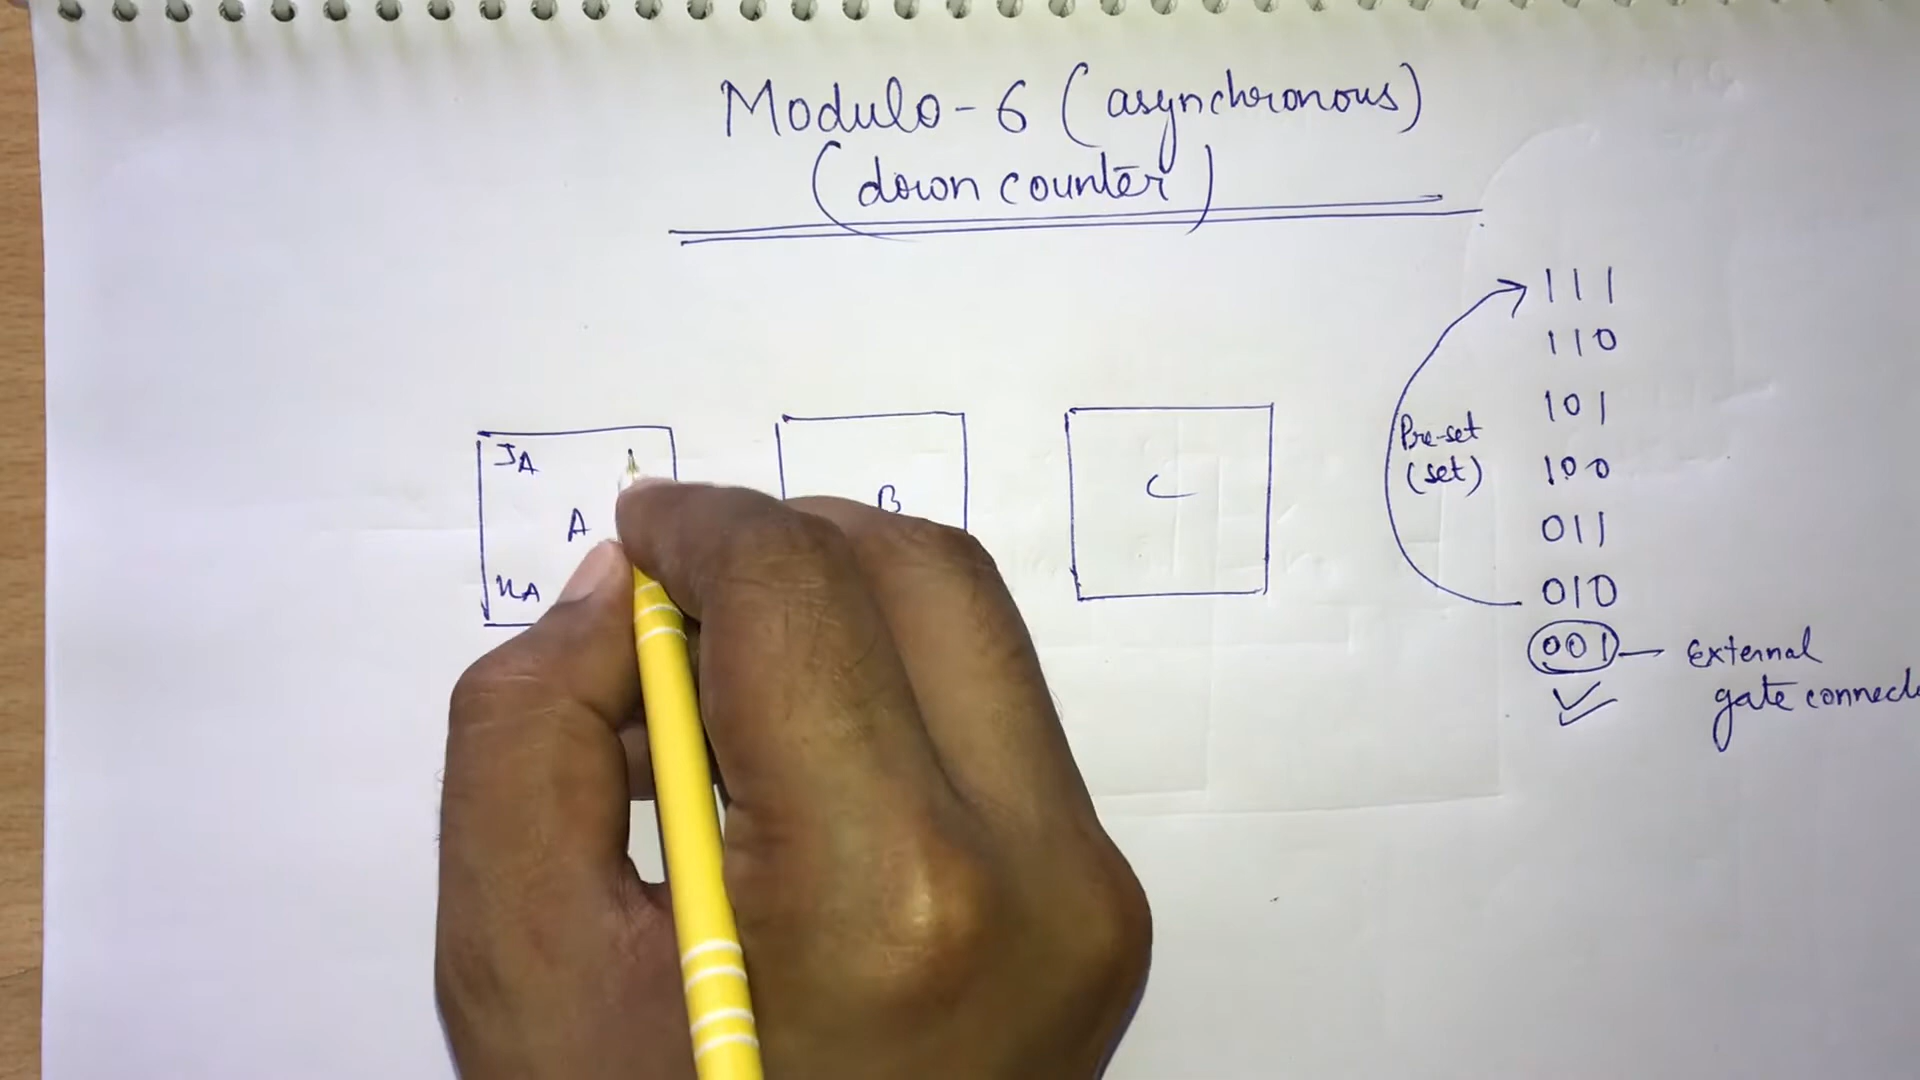 Modulo-6 (asynchronous)
(down counter)
111
110
101
100
011
010
001 — External
gate connect
Pre-set
(set)
JA
A
KA
B
C